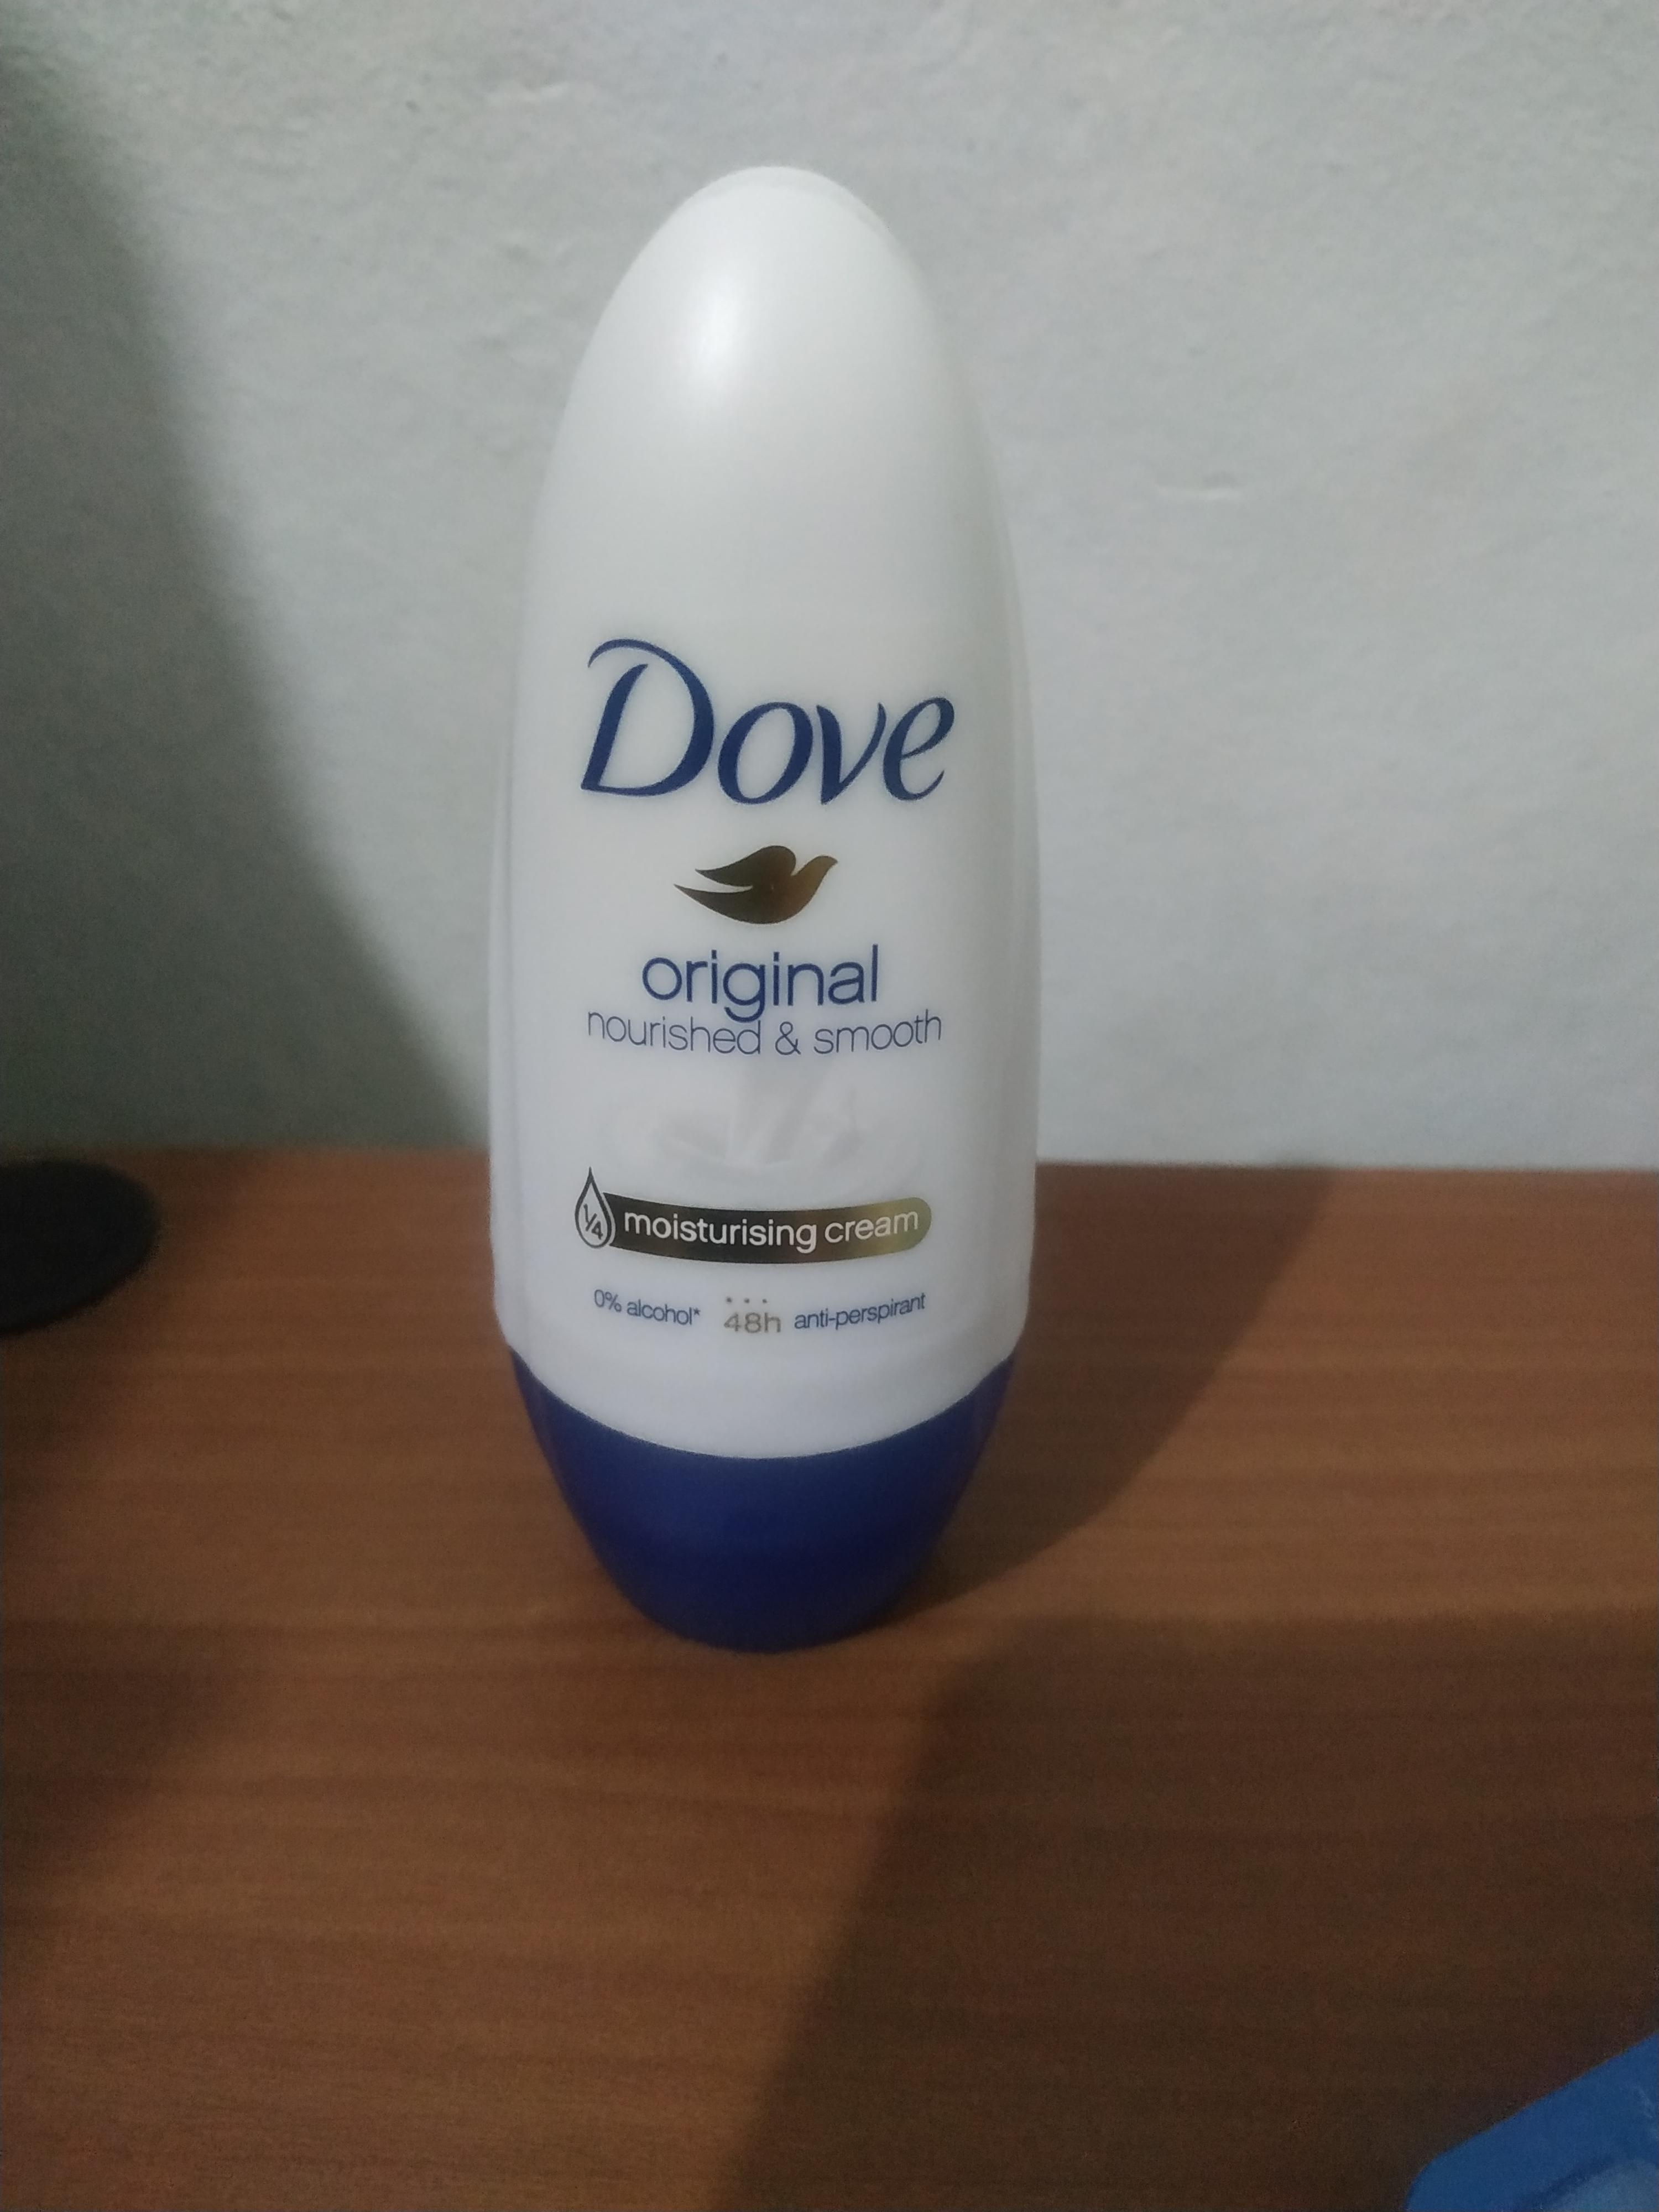 Dove
original
nourished & smooth
1/4 moisturising cream
0% alcohol* 48h anti-perspirant